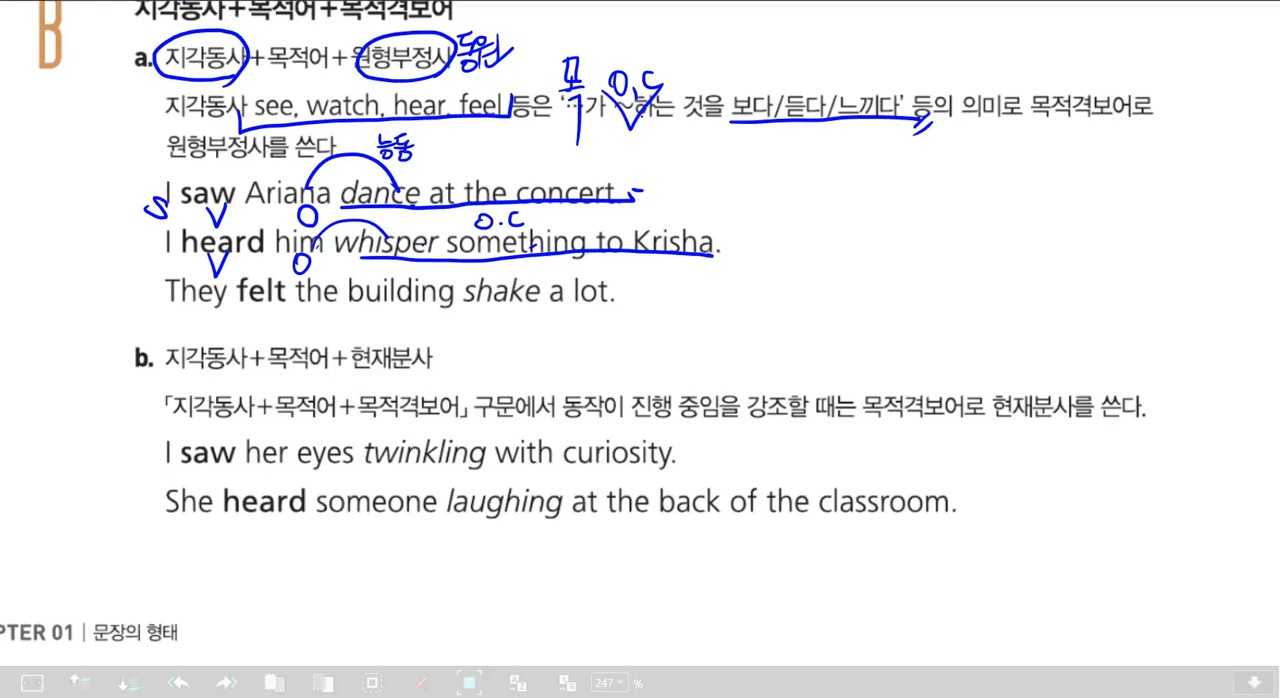 B
지각동사+목적어+목적격보어
a. 지각동사+목적어+원형부정사 동원
목 O.C
지각동사 see, watch, hear, feel 등은 '…가 ~하는 것을 보다/듣다/느끼다' 등의 의미로 목적격보어로
원형부정사를 쓴다. 능동
I saw Ariana dance at the concert.
S V O O.C
I heard him whisper something to Krisha.
V O
They felt the building shake a lot.
b. 지각동사+목적어+현재분사
「지각동사+목적어+목적격보어」 구문에서 동작이 진행 중임을 강조할 때는 목적격보어로 현재분사를 쓴다.
I saw her eyes twinkling with curiosity.
She heard someone laughing at the back of the classroom.
PTER 01 | 문장의 형태
247 %